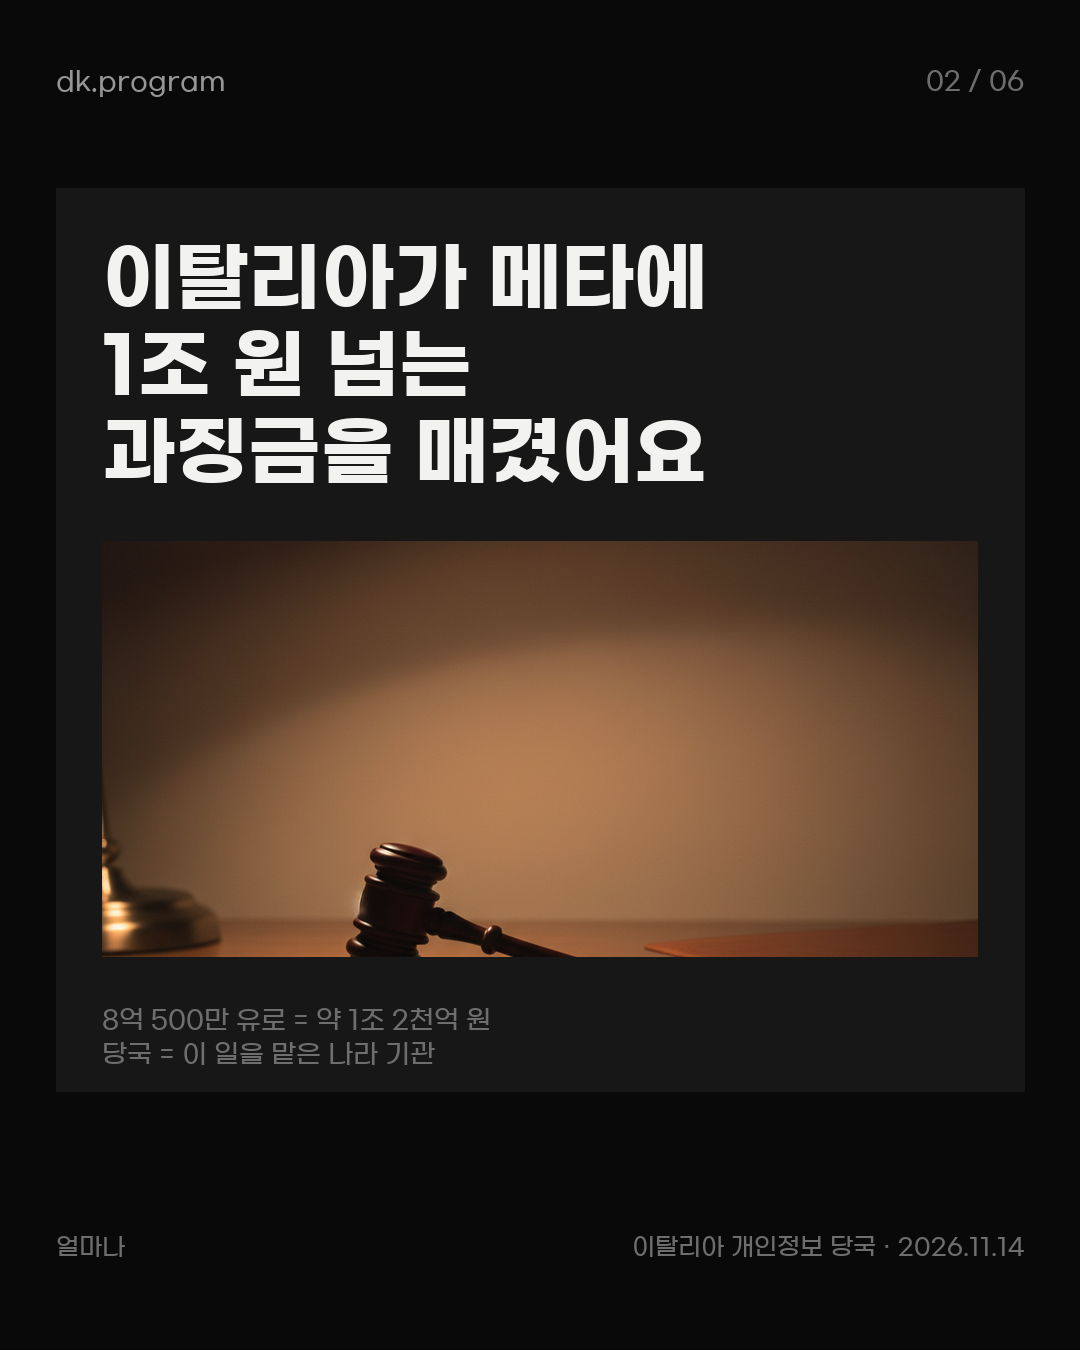 dk.program
02 / 06
이탈리아가 메타에
1조 원 넘는
과징금을 매겼어요
8억 500만 유로 = 약 1조 2천억 원
당국 = 이 일을 맡은 나라 기관
얼마나
이탈리아 개인정보 당국 · 2026.11.14